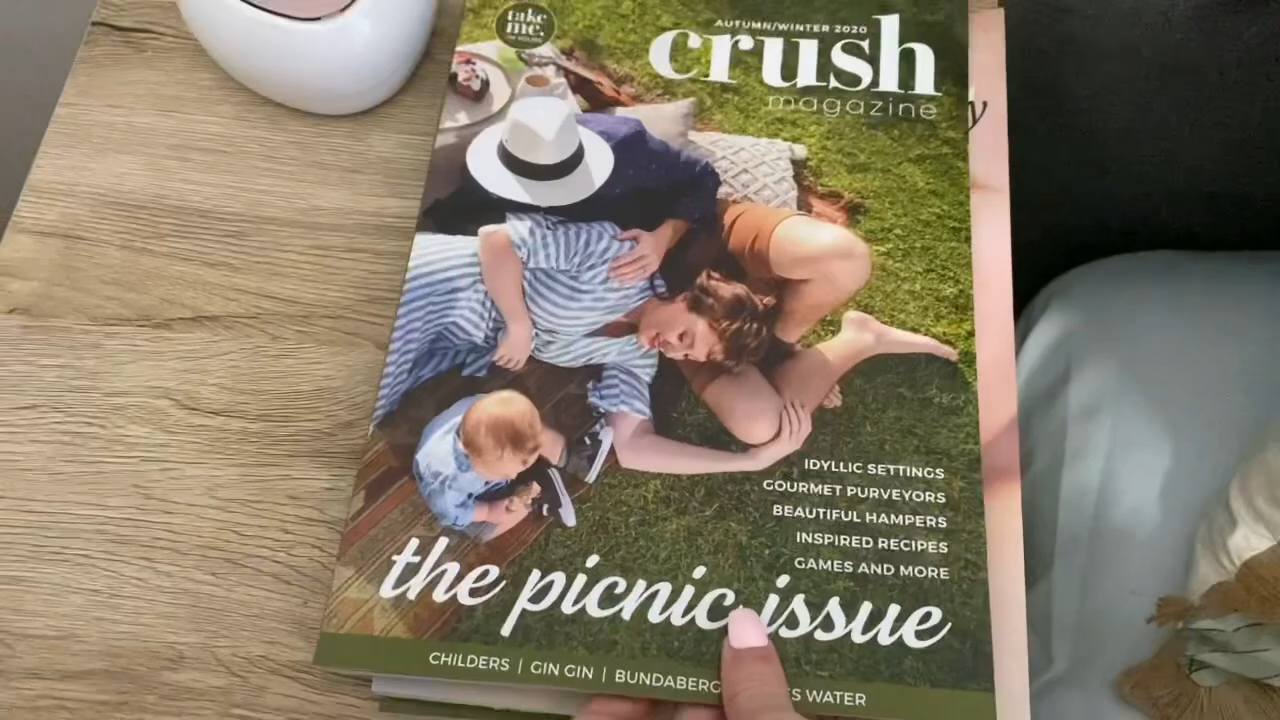 take
me.
AUTUMN/WINTER 2020
crush
magazine
y
IDYLLIC SETTINGS
GOURMET PURVEYORS
BEAUTIFUL HAMPERS
INSPIRED RECIPES
GAMES AND MORE
the picnic issue
CHILDERS | GIN GIN | BUNDABERG S WATER